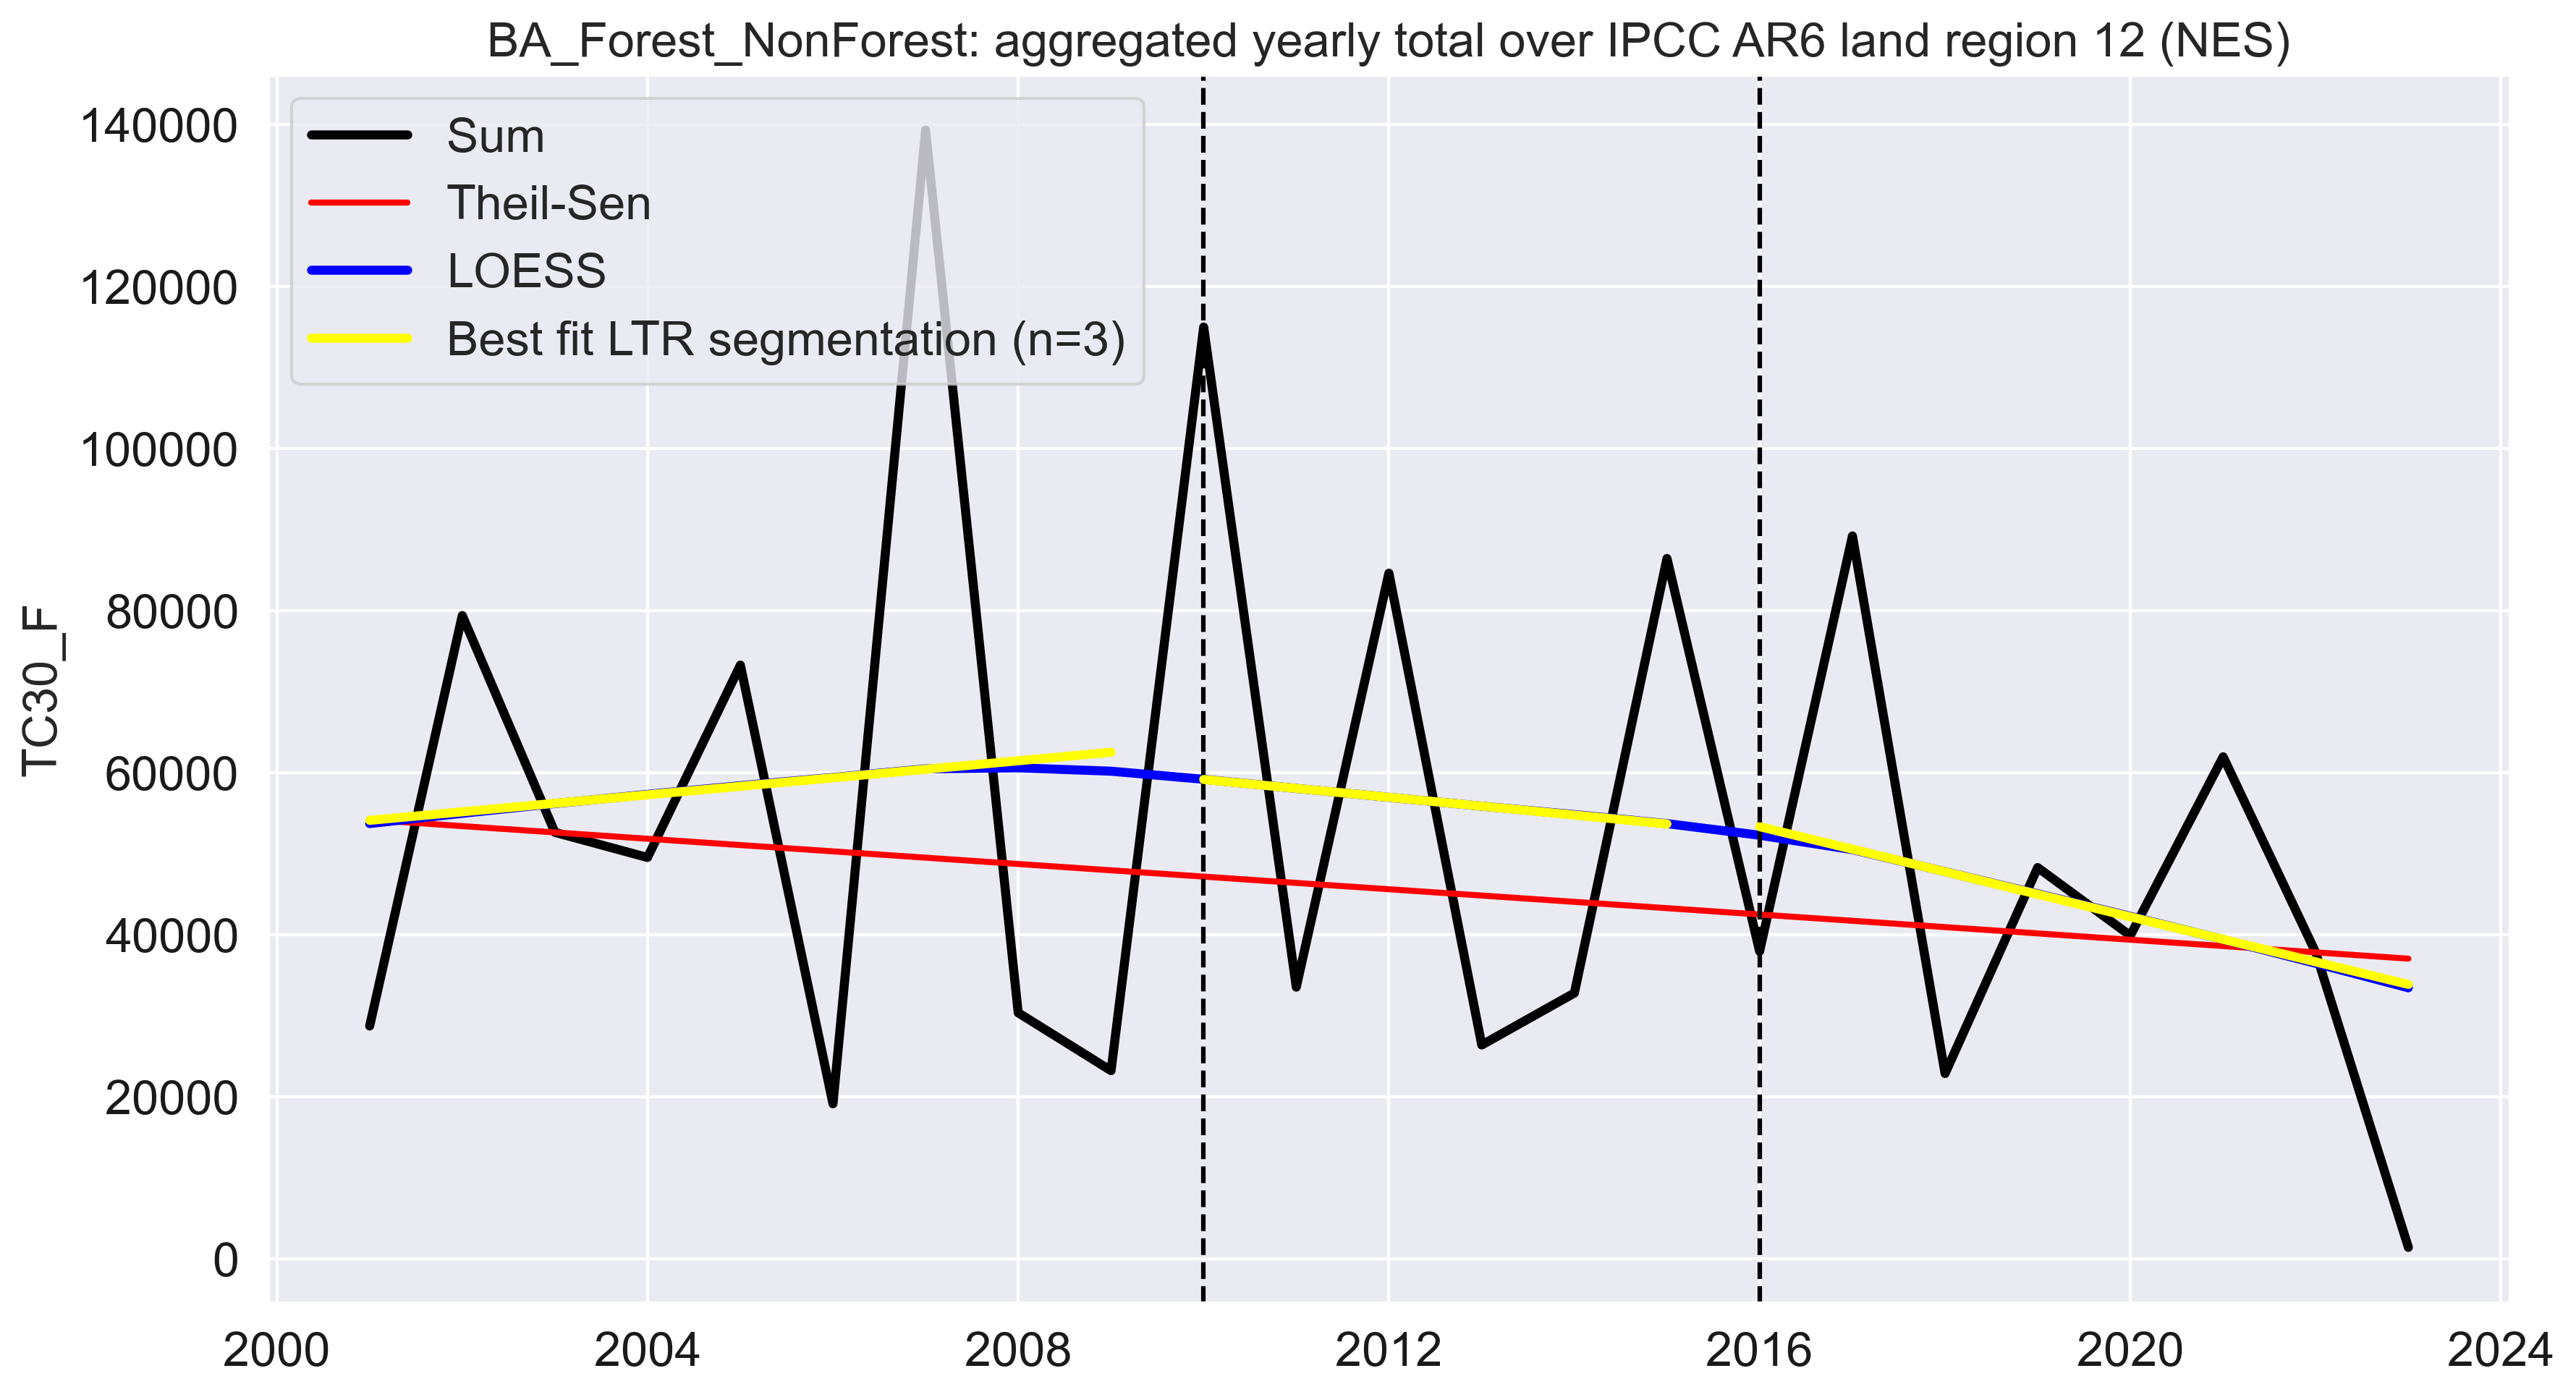 BA_Forest_NonForest: aggregated yearly total over IPCC AR6 land region 12 (NES)
140000
120000
100000
80000
60000
40000
20000
0
TC30_F
Sum
Theil-Sen
LOESS
Best fit LTR segmentation (n=3)
2000 2004 2008 2012 2016 2020 2024